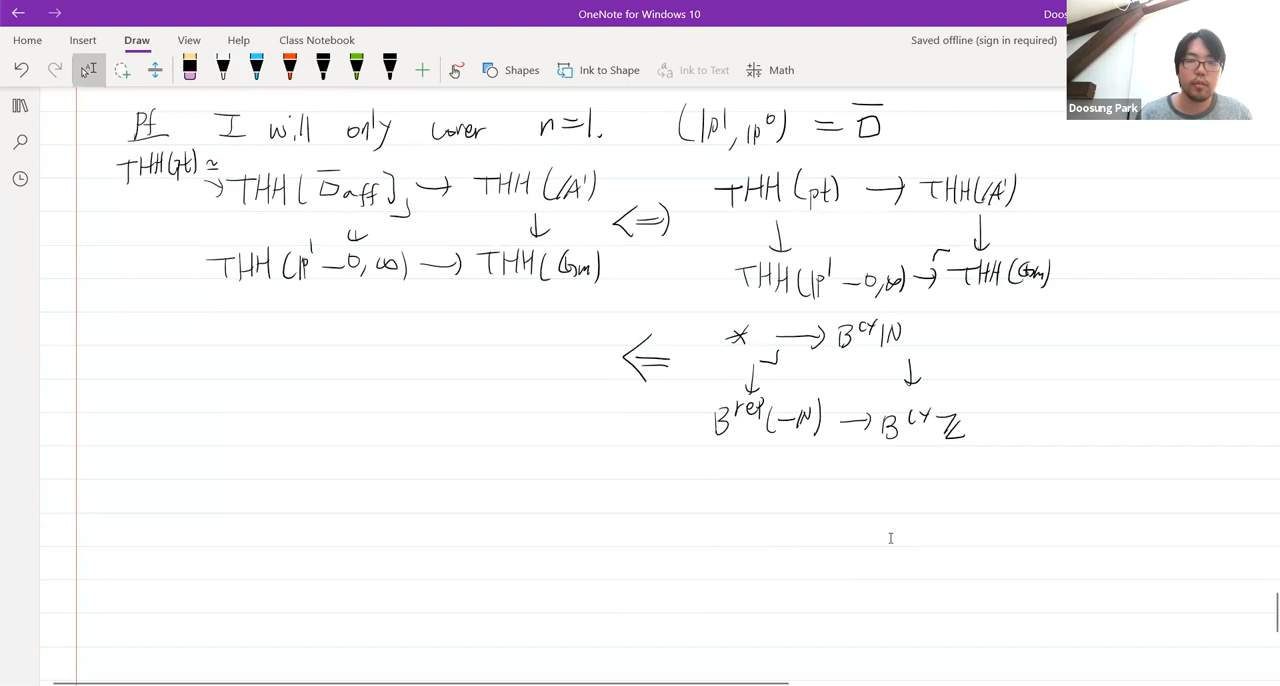 OneNote for Windows 10
Doosung Park
Home Insert Draw View Help Class Notebook
Saved offline (sign in required)
Shapes Ink to Shape Ink to Text Math
Pf I will only cover n=1. (ℙ¹, ℙ⁰) = □̅
THH(pt) ≅
→ THH(□̅aff) → THH(𝔸¹) ⟺ THH(pt) → THH(𝔸¹)
↓ ↓ ↓ ↓
THH(ℙ¹ − 0, ∞) → THH(𝔾m) THH(ℙ¹ − 0, ∞) → THH(𝔾m)
⟸ * → B^cy ℕ
↓ ↓
B^rep(−ℕ) → B^cy ℤ